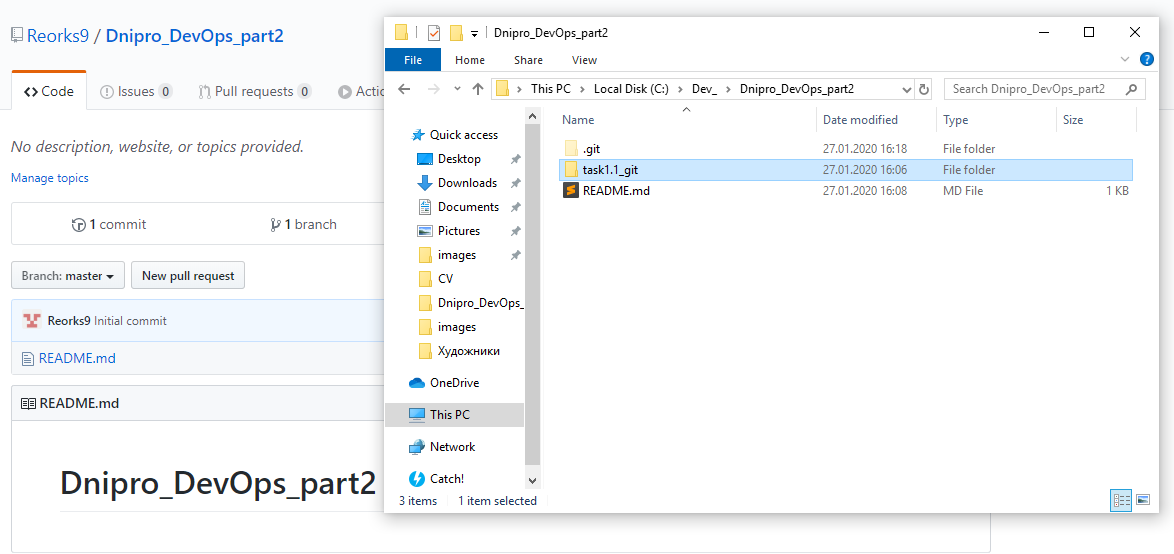 Reorks9 / Dnipro_DevOps_part2
Code Issues 0 Pull requests 0
No description, website, or topics provided.
Manage topics
1 commit 1 branch
Branch: master New pull request
Reorks9 Initial commit
README.md
README.md
Dnipro_DevOps_part2
Dnipro_DevOps_part2
File Home Share View
This PC Local Disk (C:) Dev_ Dnipro_DevOps_part2 Search Dnipro_DevOps_part2
Quick access
Desktop
Downloads
Documents
Pictures
images
CV
Dnipro_DevOps_
images
Художники
OneDrive
This PC
Network
Catch!
Name Date modified Type Size
.git 27.01.2020 16:18 File folder
task1.1_git 27.01.2020 16:06 File folder
README.md 27.01.2020 16:08 MD File 1 KB
3 items 1 item selected